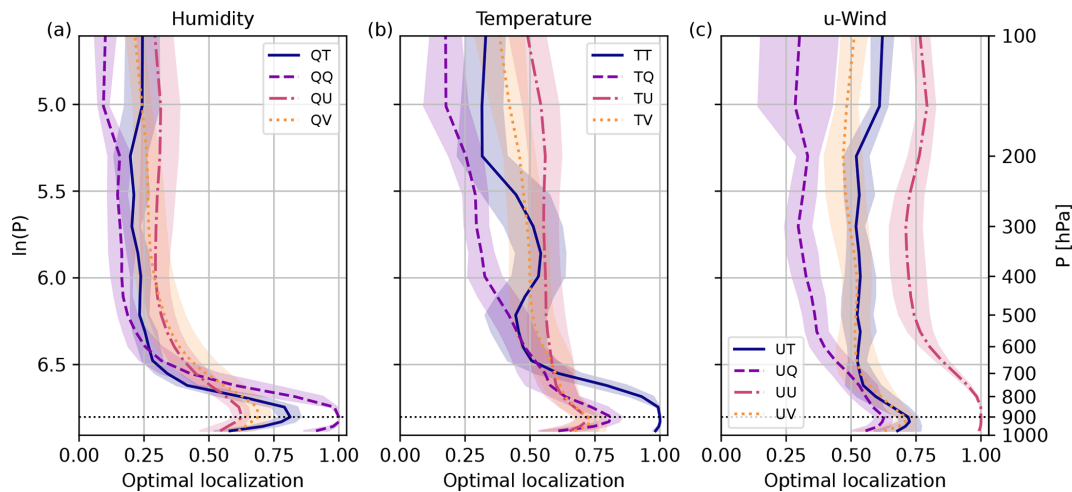 (a) Humidity
(b) Temperature
(c) u-Wind
QT
QQ
QU
QV
TT
TQ
TU
TV
UT
UQ
UU
UV
5.0
5.5
6.0
6.5
ln(P)
100
200
300
400
500
600
700
800
900
1000
P [hPa]
0.00 0.25 0.50 0.75 1.00
0.00 0.25 0.50 0.75 1.00
0.00 0.25 0.50 0.75 1.00
Optimal localization
Optimal localization
Optimal localization